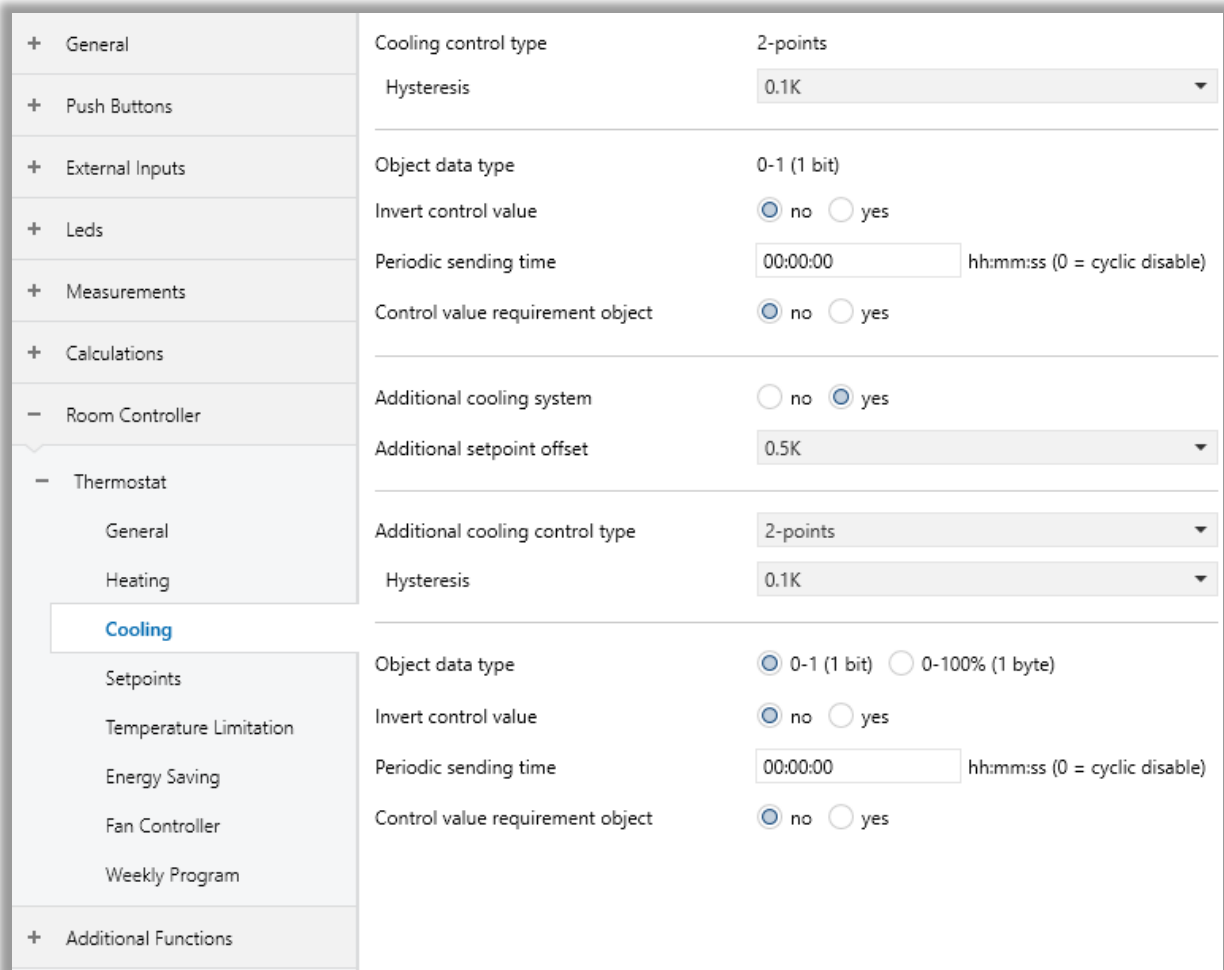 General
Push Buttons
External Inputs
Leds
Measurements
Calculations
Room Controller
Thermostat
General
Heating
Cooling
Setpoints
Temperature Limitation
Energy Saving
Fan Controller
Weekly Program
Additional Functions
Cooling control type 2-points
Hysteresis 0.1K
Object data type 0-1 (1 bit)
Invert control value no yes
Periodic sending time 00:00:00 hh:mm:ss (0 = cyclic disable)
Control value requirement object no yes
Additional cooling system no yes
Additional setpoint offset 0.5K
Additional cooling control type 2-points
Hysteresis 0.1K
Object data type 0-1 (1 bit) 0-100% (1 byte)
Invert control value no yes
Periodic sending time 00:00:00 hh:mm:ss (0 = cyclic disable)
Control value requirement object no yes